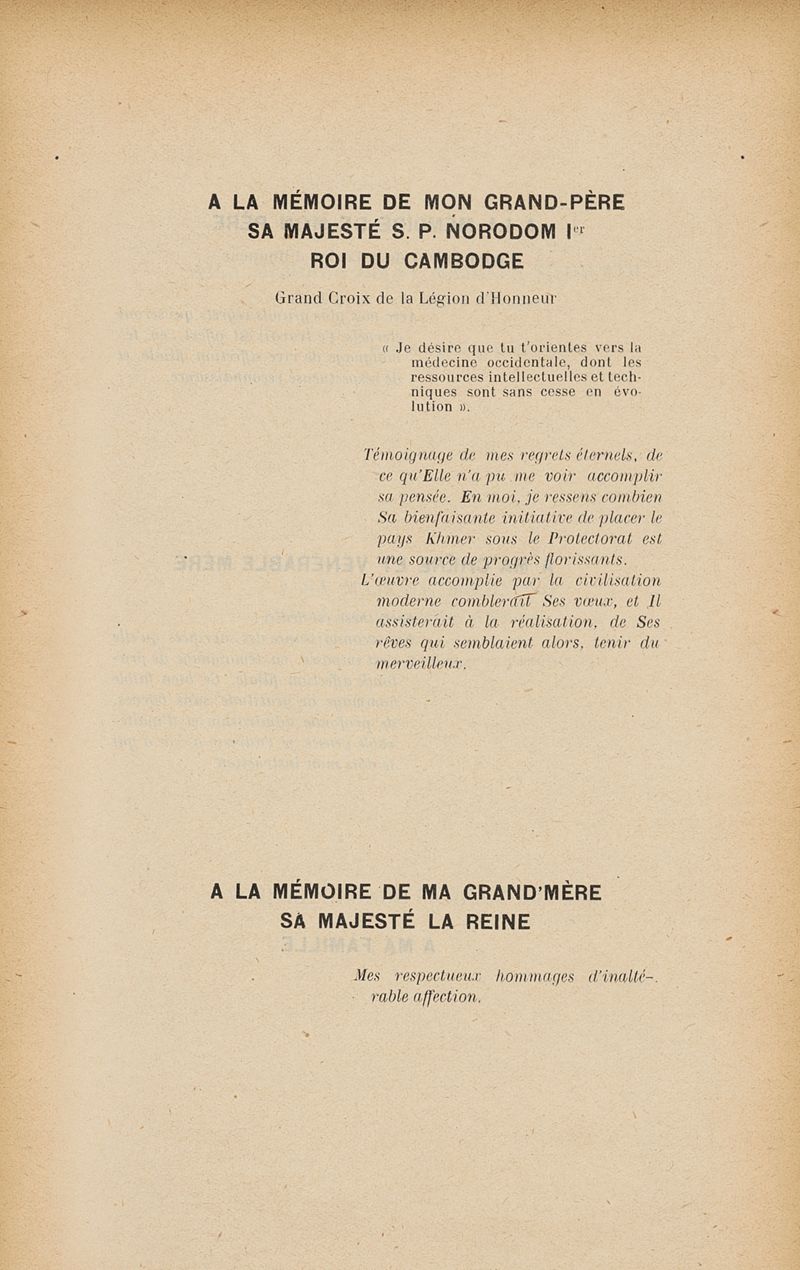 A LA MÉMOIRE DE MON GRAND-PÈRE
SA MAJESTÉ S. P. NORODOM Ier
ROI DU CAMBODGE
Grand Croix de la Légion d'Honneur
« Je désire que tu t'orientes vers la
médecine occidentale, dont les
ressources intellectuelles et tech-
niques sont sans cesse en évo-
lution ».
Témoignage de mes regrets éternels, de
ce qu'Elle n'a pu me voir accomplir
sa pensée. En moi, je ressens combien
Sa bienfaisante initiative de placer le
pays Khmer sous le Protectorat est
une source de progrès florissants.
L'œuvre accomplie par la civilisation
moderne comblerait Ses vœux, et Il
assisterait à la réalisation, de Ses
rêves qui semblaient alors, tenir du
merveilleux.
A LA MÉMOIRE DE MA GRAND'MÈRE
SA MAJESTÉ LA REINE
Mes respectueux hommages d'inalté-
rable affection.